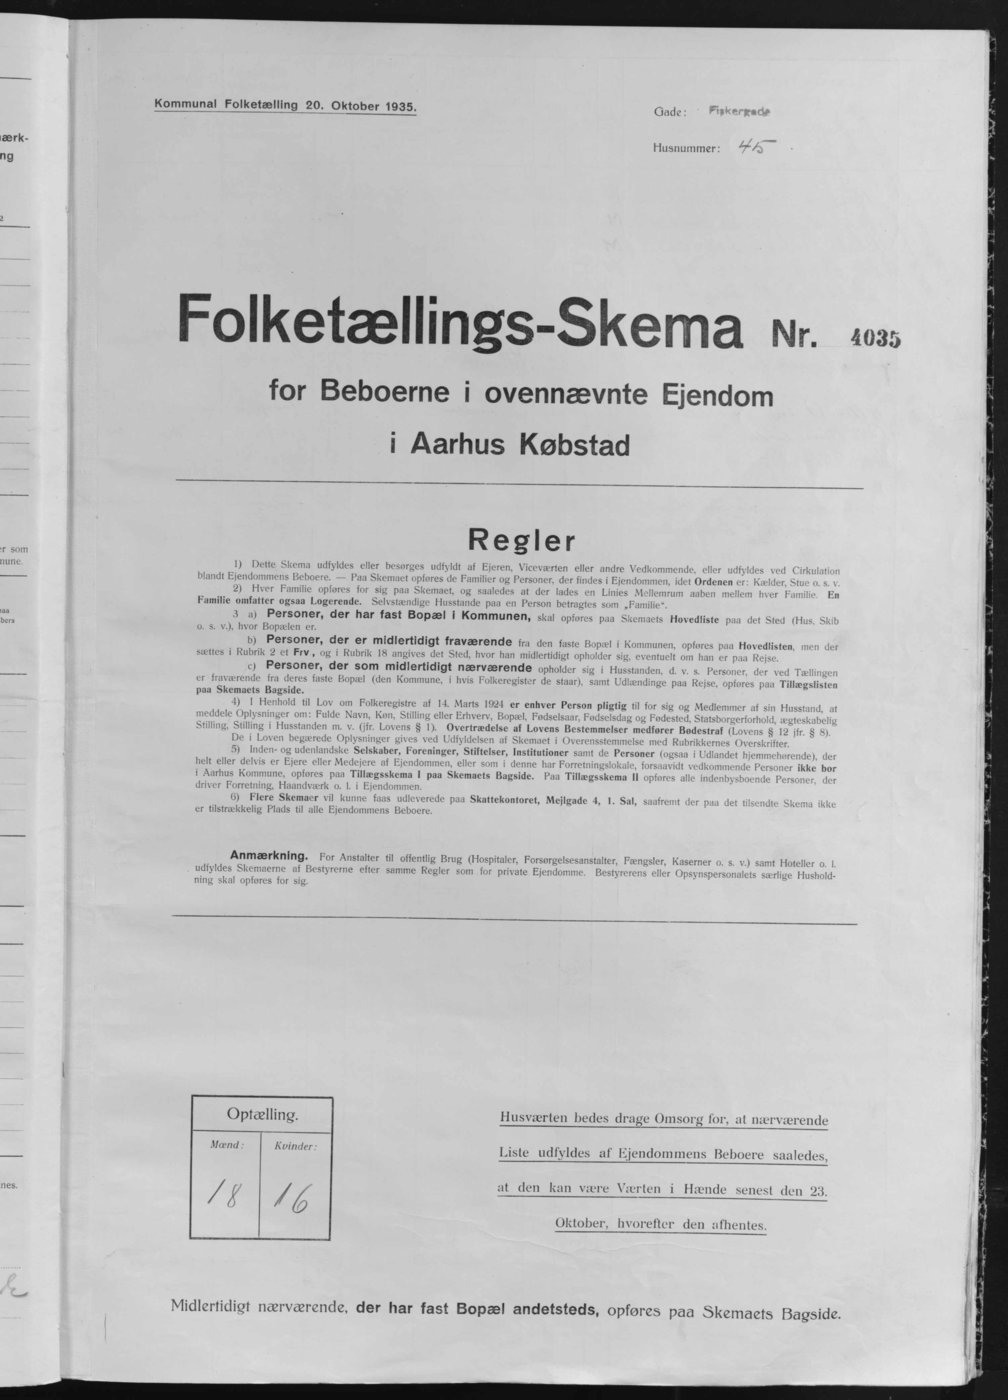 Kommunal Folketælling 20. Oktober 1935.
Gade: Fiskergade
Husnummer: 45
Folketællings-Skema Nr. 4035
for Beboerne i ovennævnte Ejendom
i Aarhus Købstad
Regler
1) Dette Skema udfyldes eller besørges udfyldt af Ejeren, Viceværten eller andre Vedkommende, eller udfyldes ved Cirkulation
blandt Ejendommens Beboere. — Paa Skemaet opføres de Familier og Personer, der findes i Ejendommen, idet Ordenen er: Kælder, Stue o. s. v.
2) Hver Familie opføres for sig paa Skemaet, og saaledes at der lades en Linies Mellemrum aaben mellem hver Familie. En
Familie omfatter ogsaa Logerende. Selvstændige Husstande paa en Person betragtes som „Familie".
3 a) Personer, der har fast Bopæl i Kommunen, skal opføres paa Skemaets Hovedliste paa det Sted (Hus, Skib
o. s. v.), hvor Bopælen er.
b) Personer, der er midlertidigt fraværende fra den faste Bopæl i Kommunen, opføres paa Hovedlisten, men der
sættes i Rubrik 2 et Frv., og i Rubrik 18 angives det Sted, hvor han midlertidigt opholder sig, eventuelt om han er paa Rejse.
c) Personer, der som midlertidigt nærværende opholder sig i Husstanden, d. v. s. Personer, der ved Tællingen
er fraværende fra deres faste Bopæl (den Kommune, i hvis Folkeregister de staar), samt Udlændinge paa Rejse, opføres paa Tillægslisten
paa Skemaets Bagside.
4) I Henhold til Lov om Folkeregistre af 14. Marts 1924 er enhver Person pligtig til for sig og Medlemmer af sin Husstand, at
meddele Oplysninger om: Fulde Navn, Køn, Stilling eller Erhverv, Bopæl, Fødselsaar, Fødselsdag og Fødested, Statsborgerforhold, ægteskabelig
Stilling, Stilling i Husstanden m. v. (jfr. Lovens § 1). Overtrædelse af Lovens Bestemmelser medfører Bødestraf (Lovens § 12 jfr. § 8).
De i Loven begærede Oplysninger gives ved Udfyldelsen af Skemaet i Overensstemmelse med Rubrikkernes Overskrifter.
5) Inden- og udenlandske Selskaber, Foreninger, Stiftelser, Institutioner samt de Personer (ogsaa i Udlandet hjemmehørende), der
helt eller delvis er Ejere eller Medejere af Ejendommen, eller som i denne har Forretningslokale, forsaavidt vedkommende Personer ikke bor
i Aarhus Kommune, opføres paa Tillægsskema I paa Skemaets Bagside. Paa Tillægsskema II opføres alle indenbysboende Personer, der
driver Forretning, Haandværk o. l. i Ejendommen.
6) Flere Skemaer vil kunne faas udleverede paa Skattekontoret, Mejlgade 4, 1. Sal, saafremt der paa det tilsendte Skema ikke
er tilstrækkelig Plads til alle Ejendommens Beboere.
Anmærkning. For Anstalter til offentlig Brug (Hospitaler, Forsørgelsesanstalter, Fængsler, Kaserner o. s. v.) samt Hoteller o. l.
udfyldes Skemaerne af Bestyrerne efter samme Regler som for private Ejendomme. Bestyrerens eller Opsynspersonalets særlige Hushold-
ning skal opføres for sig.
Optælling.
Mænd: Kvinder:
18 16
Husværten bedes drage Omsorg for, at nærværende
Liste udfyldes af Ejendommens Beboere saaledes,
at den kan være Værten i Hænde senest den 23.
Oktober, hvorefter den afhentes.
Midlertidigt nærværende, der har fast Bopæl andetsteds, opføres paa Skemaets Bagside.